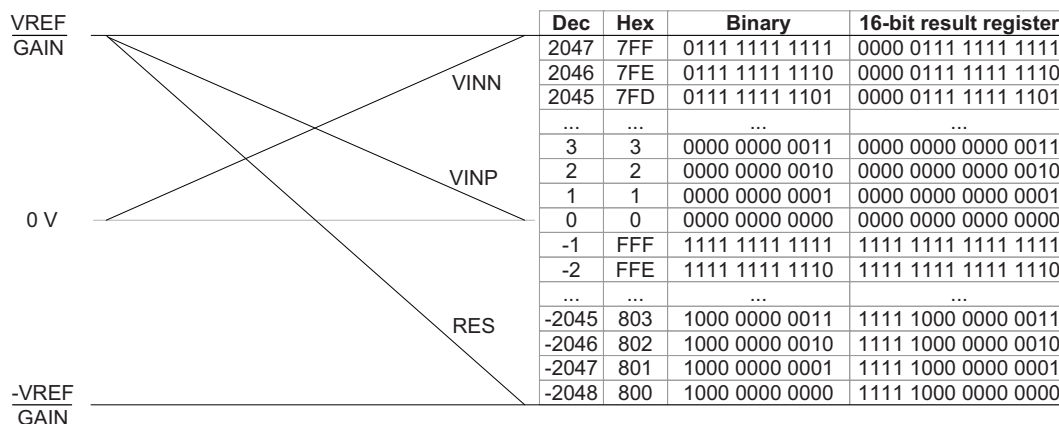 VREF
GAIN
VINN
VINP
0 V
RES
-VREF
GAIN
Dec Hex Binary 16-bit result register
2047 7FF 0111 1111 1111 0000 0111 1111 1111
2046 7FE 0111 1111 1110 0000 0111 1111 1110
2045 7FD 0111 1111 1101 0000 0111 1111 1101
... ... ... ...
3 3 0000 0000 0011 0000 0000 0000 0011
2 2 0000 0000 0010 0000 0000 0000 0010
1 1 0000 0000 0001 0000 0000 0000 0001
0 0 0000 0000 0000 0000 0000 0000 0000
-1 FFF 1111 1111 1111 1111 1111 1111 1111
-2 FFE 1111 1111 1110 1111 1111 1111 1110
... ... ... ...
-2045 803 1000 0000 0011 1111 1000 0000 0011
-2046 802 1000 0000 0010 1111 1000 0000 0010
-2047 801 1000 0000 0001 1111 1000 0000 0001
-2048 800 1000 0000 0000 1111 1000 0000 0000